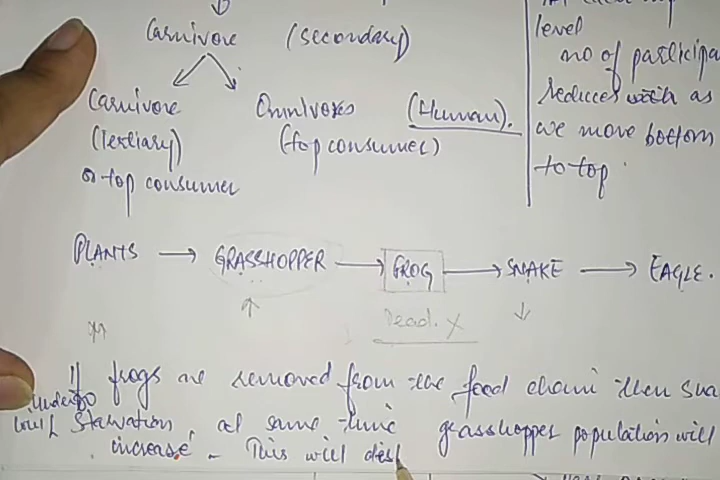 Carnivore (secondary)
Carnivore Omnivores (Human).
(Tertiary) (top consumer)
or top consumer
level
no of participa
reduces with as
we move bottom
to top.
PLANTS → GRASSHOPPER → FROG → SNAKE → EAGLE.
Dead. X
If frogs are removed from the food chain then sna
undergo
will starvation, at same time grasshopper population will
increase. This will dist